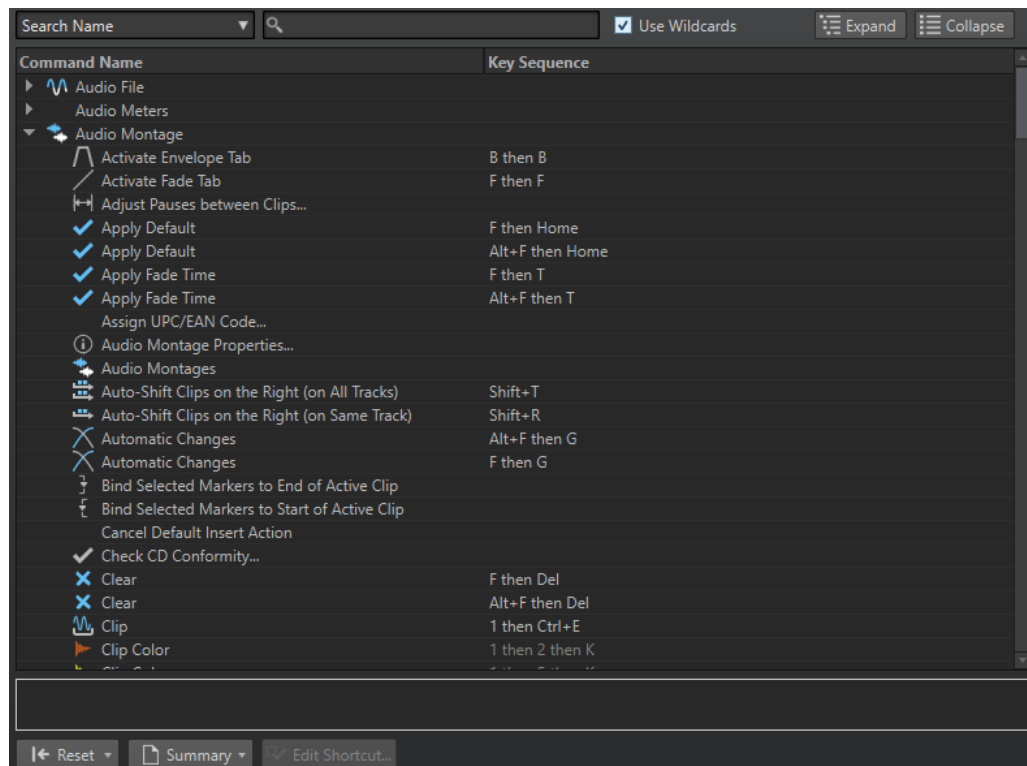 Search Name Use Wildcards Expand Collapse
Command Name Key Sequence
Audio File
Audio Meters
Audio Montage
Activate Envelope Tab B then B
Activate Fade Tab F then F
Adjust Pauses between Clips...
Apply Default F then Home
Apply Default Alt+F then Home
Apply Fade Time F then T
Apply Fade Time Alt+F then T
Assign UPC/EAN Code...
Audio Montage Properties...
Audio Montages
Auto-Shift Clips on the Right (on All Tracks) Shift+T
Auto-Shift Clips on the Right (on Same Track) Shift+R
Automatic Changes Alt+F then G
Automatic Changes F then G
Bind Selected Markers to End of Active Clip
Bind Selected Markers to Start of Active Clip
Cancel Default Insert Action
Check CD Conformity...
Clear F then Del
Clear Alt+F then Del
Clip 1 then Ctrl+E
Clip Color 1 then 2 then K
Reset Summary Edit Shortcut...